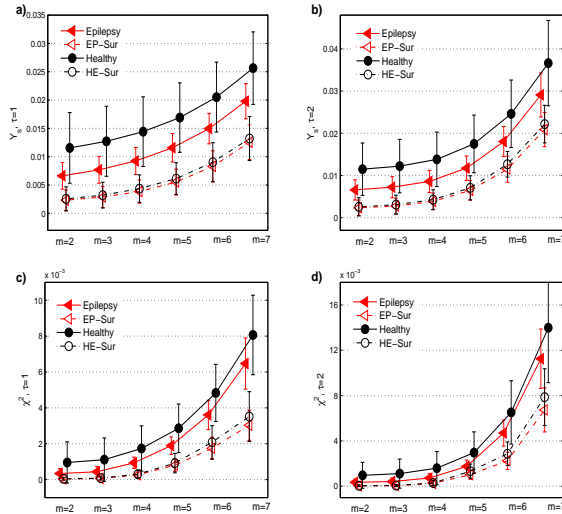 a)
0.035
0.03
0.025
0.02
0.015
0.01
0.005
0
Yₛ, τ=1
Epilepsy
EP−Sur
Healthy
HE−Sur
m=2 m=3 m=4 m=5 m=6 m=7
b)
0.04
0.03
0.02
0.01
0
Yₛ, τ=2
Epilepsy
EP−Sur
Healthy
HE−Sur
m=2 m=3 m=4 m=5 m=6 m=7
c)
x 10⁻³
10
8
6
4
2
0
χ², τ=1
Epilepsy
EP−Sur
Healthy
HE−Sur
m=2 m=3 m=4 m=5 m=6 m=7
d)
x 10⁻³
16
12
8
4
0
χ², τ=2
Epilepsy
EP−Sur
Healthy
HE−Sur
m=2 m=3 m=4 m=5 m=6 m=7